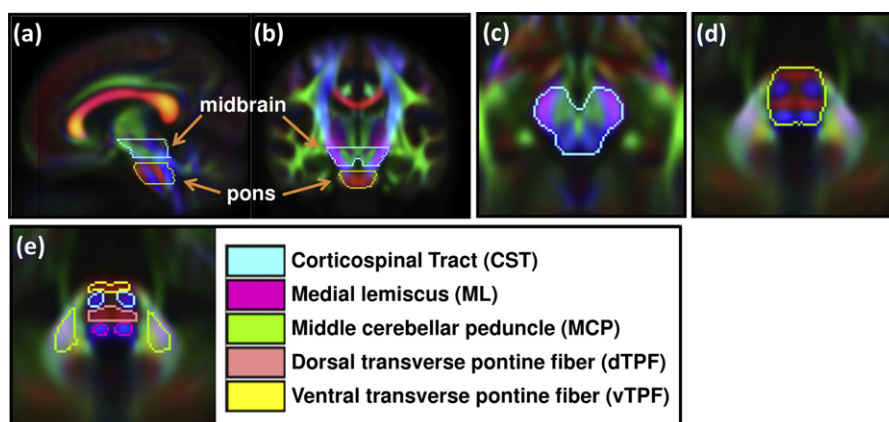 (a)
(b)
(c)
(d)
midbrain
pons
(e)
Corticospinal Tract (CST)
Medial lemiscus (ML)
Middle cerebellar peduncle (MCP)
Dorsal transverse pontine fiber (dTPF)
Ventral transverse pontine fiber (vTPF)